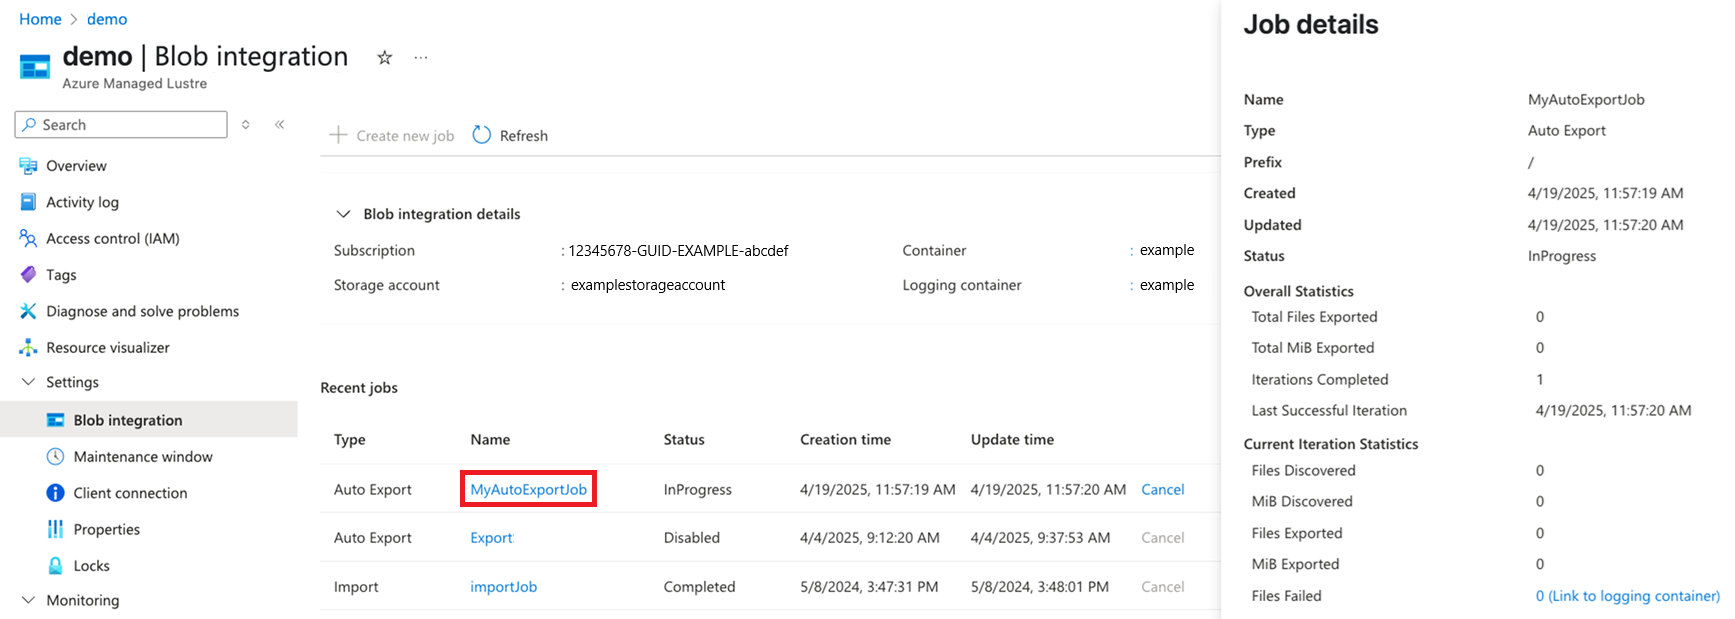 Home > demo
demo | Blob integration ☆ ...
Azure Managed Lustre
Search
Overview
Activity log
Access control (IAM)
Tags
Diagnose and solve problems
Resource visualizer
Settings
Blob integration
Maintenance window
Client connection
Properties
Locks
Monitoring
Create new job Refresh
Blob integration details
Subscription : 12345678-GUID-EXAMPLE-abcdef Container : example
Storage account : examplestorageaccount Logging container : example
Recent jobs
Type Name Status Creation time Update time
Auto Export MyAutoExportJob InProgress 4/19/2025, 11:57:19 AM 4/19/2025, 11:57:20 AM Cancel
Auto Export Export Disabled 4/4/2025, 9:12:20 AM 4/4/2025, 9:37:53 AM Cancel
Import importJob Completed 5/8/2024, 3:47:31 PM 5/8/2024, 3:48:01 PM Cancel
Job details
Name MyAutoExportJob
Type Auto Export
Prefix /
Created 4/19/2025, 11:57:19 AM
Updated 4/19/2025, 11:57:20 AM
Status InProgress
Overall Statistics
Total Files Exported 0
Total MiB Exported 0
Iterations Completed 1
Last Successful Iteration 4/19/2025, 11:57:20 AM
Current Iteration Statistics
Files Discovered 0
MiB Discovered 0
Files Exported 0
MiB Exported 0
Files Failed 0 (Link to logging container)